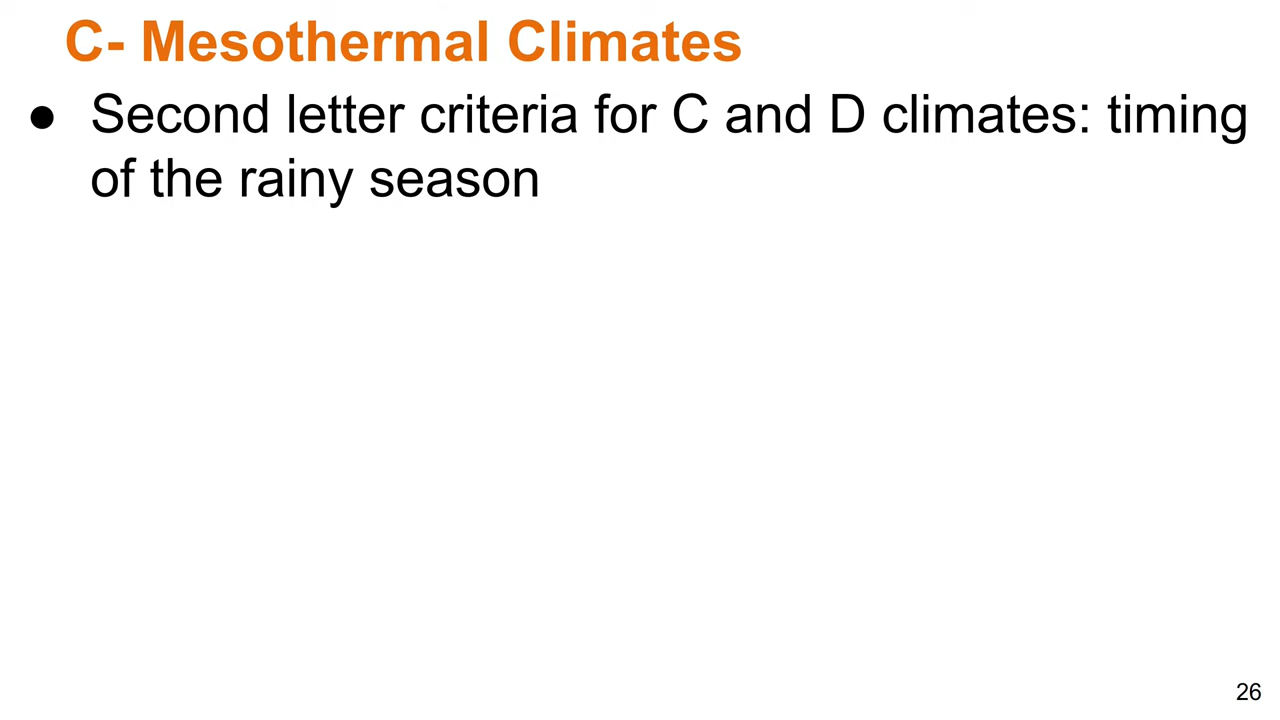 C- Mesothermal Climates
● Second letter criteria for C and D climates: timing
of the rainy season
26